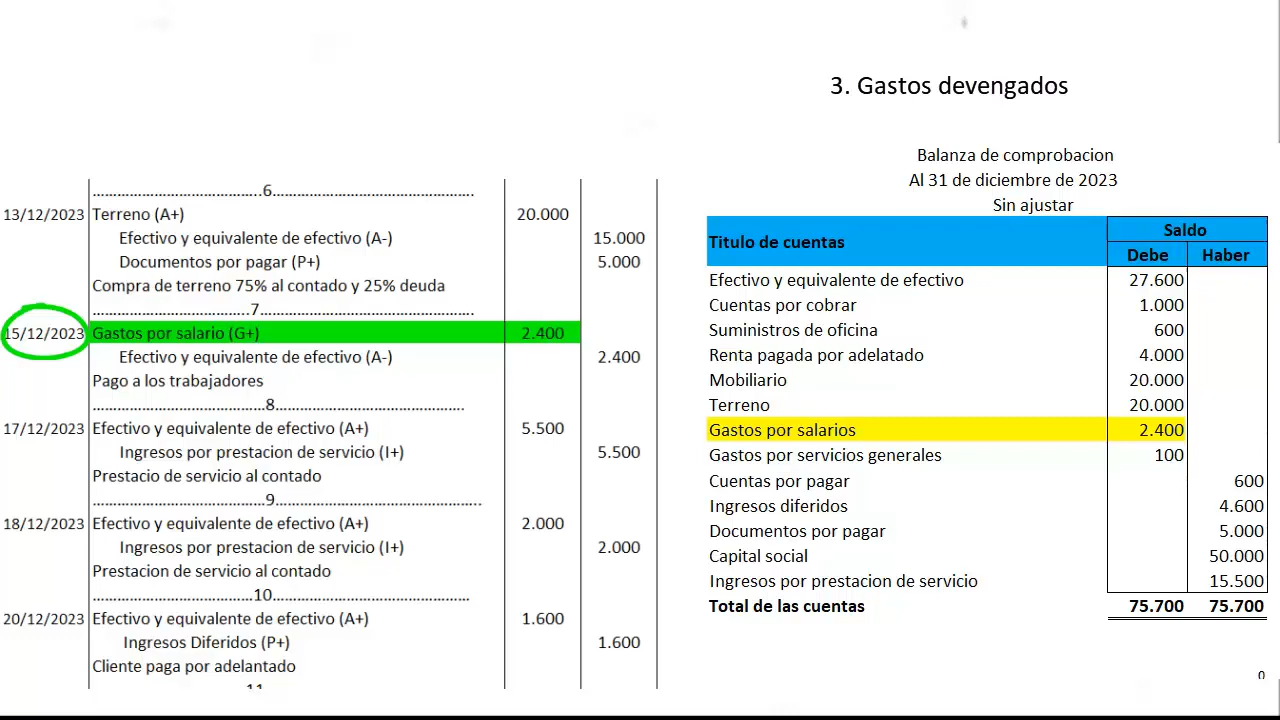 3. Gastos devengados
...........................................6..........................................
13/12/2023 Terreno (A+) 20.000
Efectivo y equivalente de efectivo (A-) 15.000
Documentos por pagar (P+) 5.000
Compra de terreno 75% al contado y 25% deuda
........................................7............................................
15/12/2023 Gastos por salario (G+) 2.400
Efectivo y equivalente de efectivo (A-) 2.400
Pago a los trabajadores
...........................................8...............................................
17/12/2023 Efectivo y equivalente de efectivo (A+) 5.500
Ingresos por prestacion de servicio (I+) 5.500
Prestacio de servicio al contado
...........................................9...................................................
18/12/2023 Efectivo y equivalente de efectivo (A+) 2.000
Ingresos por prestacion de servicio (I+) 2.000
Prestacion de servicio al contado
........................................10................................................
20/12/2023 Efectivo y equivalente de efectivo (A+) 1.600
Ingresos Diferidos (P+) 1.600
Cliente paga por adelantado
11
Balanza de comprobacion
Al 31 de diciembre de 2023
Sin ajustar
Titulo de cuentas Saldo
Debe Haber
Efectivo y equivalente de efectivo 27.600
Cuentas por cobrar 1.000
Suministros de oficina 600
Renta pagada por adelatado 4.000
Mobiliario 20.000
Terreno 20.000
Gastos por salarios 2.400
Gastos por servicios generales 100
Cuentas por pagar 600
Ingresos diferidos 4.600
Documentos por pagar 5.000
Capital social 50.000
Ingresos por prestacion de servicio 15.500
Total de las cuentas 75.700 75.700
0